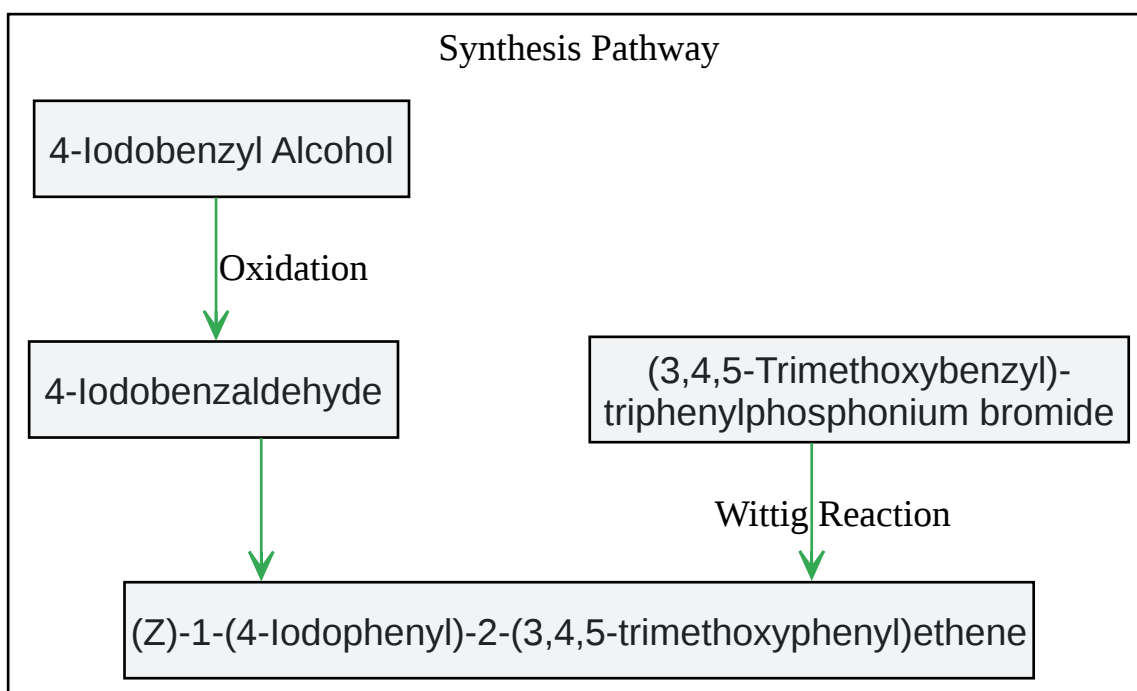 Synthesis Pathway
4-Iodobenzyl Alcohol
Oxidation
4-Iodobenzaldehyde
(3,4,5-Trimethoxybenzyl)-
triphenylphosphonium bromide
Wittig Reaction
(Z)-1-(4-Iodophenyl)-2-(3,4,5-trimethoxyphenyl)ethene